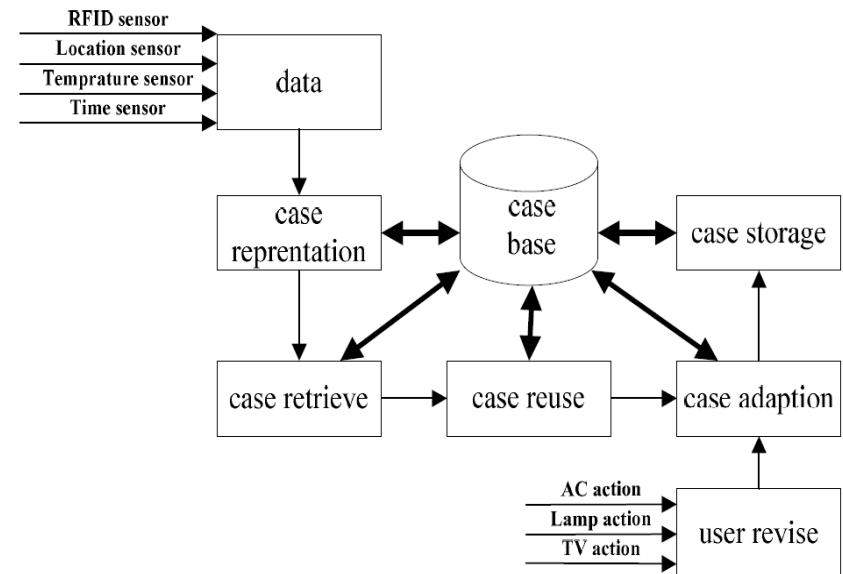 RFID sensor
Location sensor
Temprature sensor
Time sensor
data
case
reprentation
case
base
case storage
case retrieve
case reuse
case adaption
AC action
Lamp action
TV action
user revise